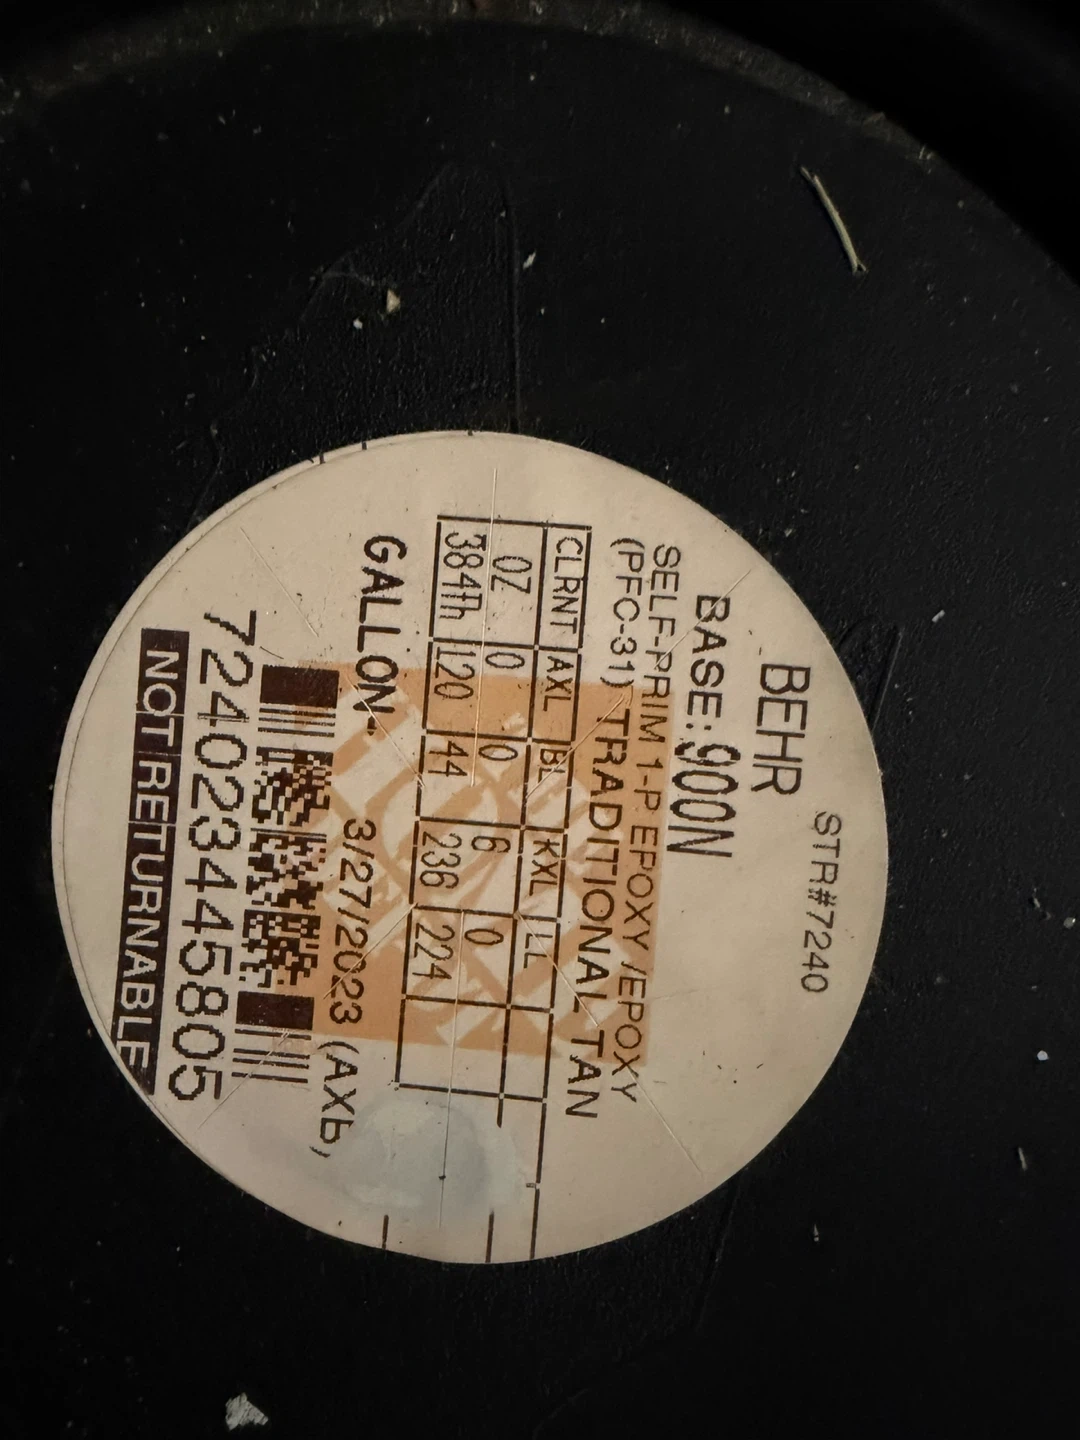 STR#7240
BEHR
BASE: 900N
SELF-PRIM 1-P EPOXY /EPOXY
(PFC-31) TRADITIONAL TAN
CLRNT AXL BL KXL LL
OZ 0 0 6 0
384th 120 44 236 224
GALLON- 3/27/2023 (AXb,
724023445805
NOT RETURNABLE